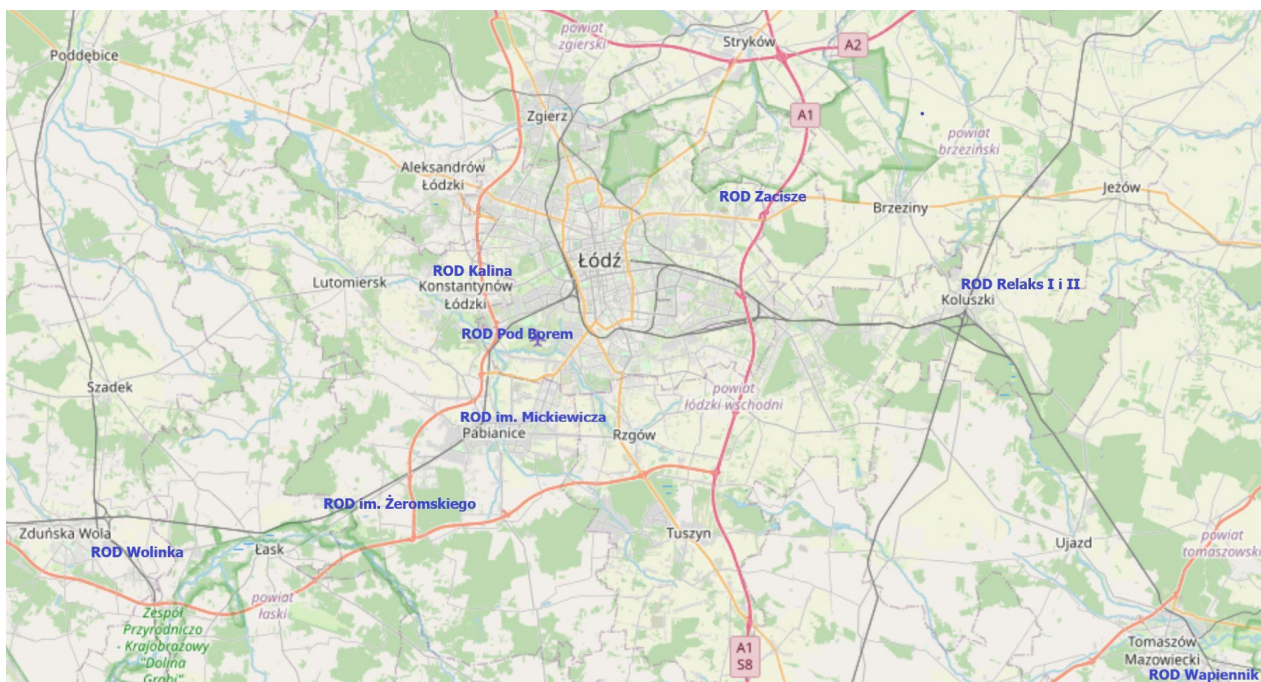 powiat
zgierski
Stryków
A2
Poddębice
A1
Zgierz
powiat
brzeziński
Aleksandrów
Łódzki
Jeżów
ROD Zacisze
Brzeziny
Łódź
ROD Kalina
Lutomiersk
Konstantynów
Łódzki
ROD Relaks I i II
Koluszki
ROD Pod Borem
Szadek
powiat
łódzki wschodni
ROD im. Mickiewicza
Pabianice
Rzgów
ROD im. Żeromskiego
Zduńska Wola
Tuszyn
ROD Wolinka
Łask
Ujazd
powiat
tomaszowski
powiat
łaski
Zespół
Przyrodniczo
- Krajobrazowy
"Dolina
Grabi"
A1
S8
Tomaszów
Mazowiecki
ROD Wapiennik